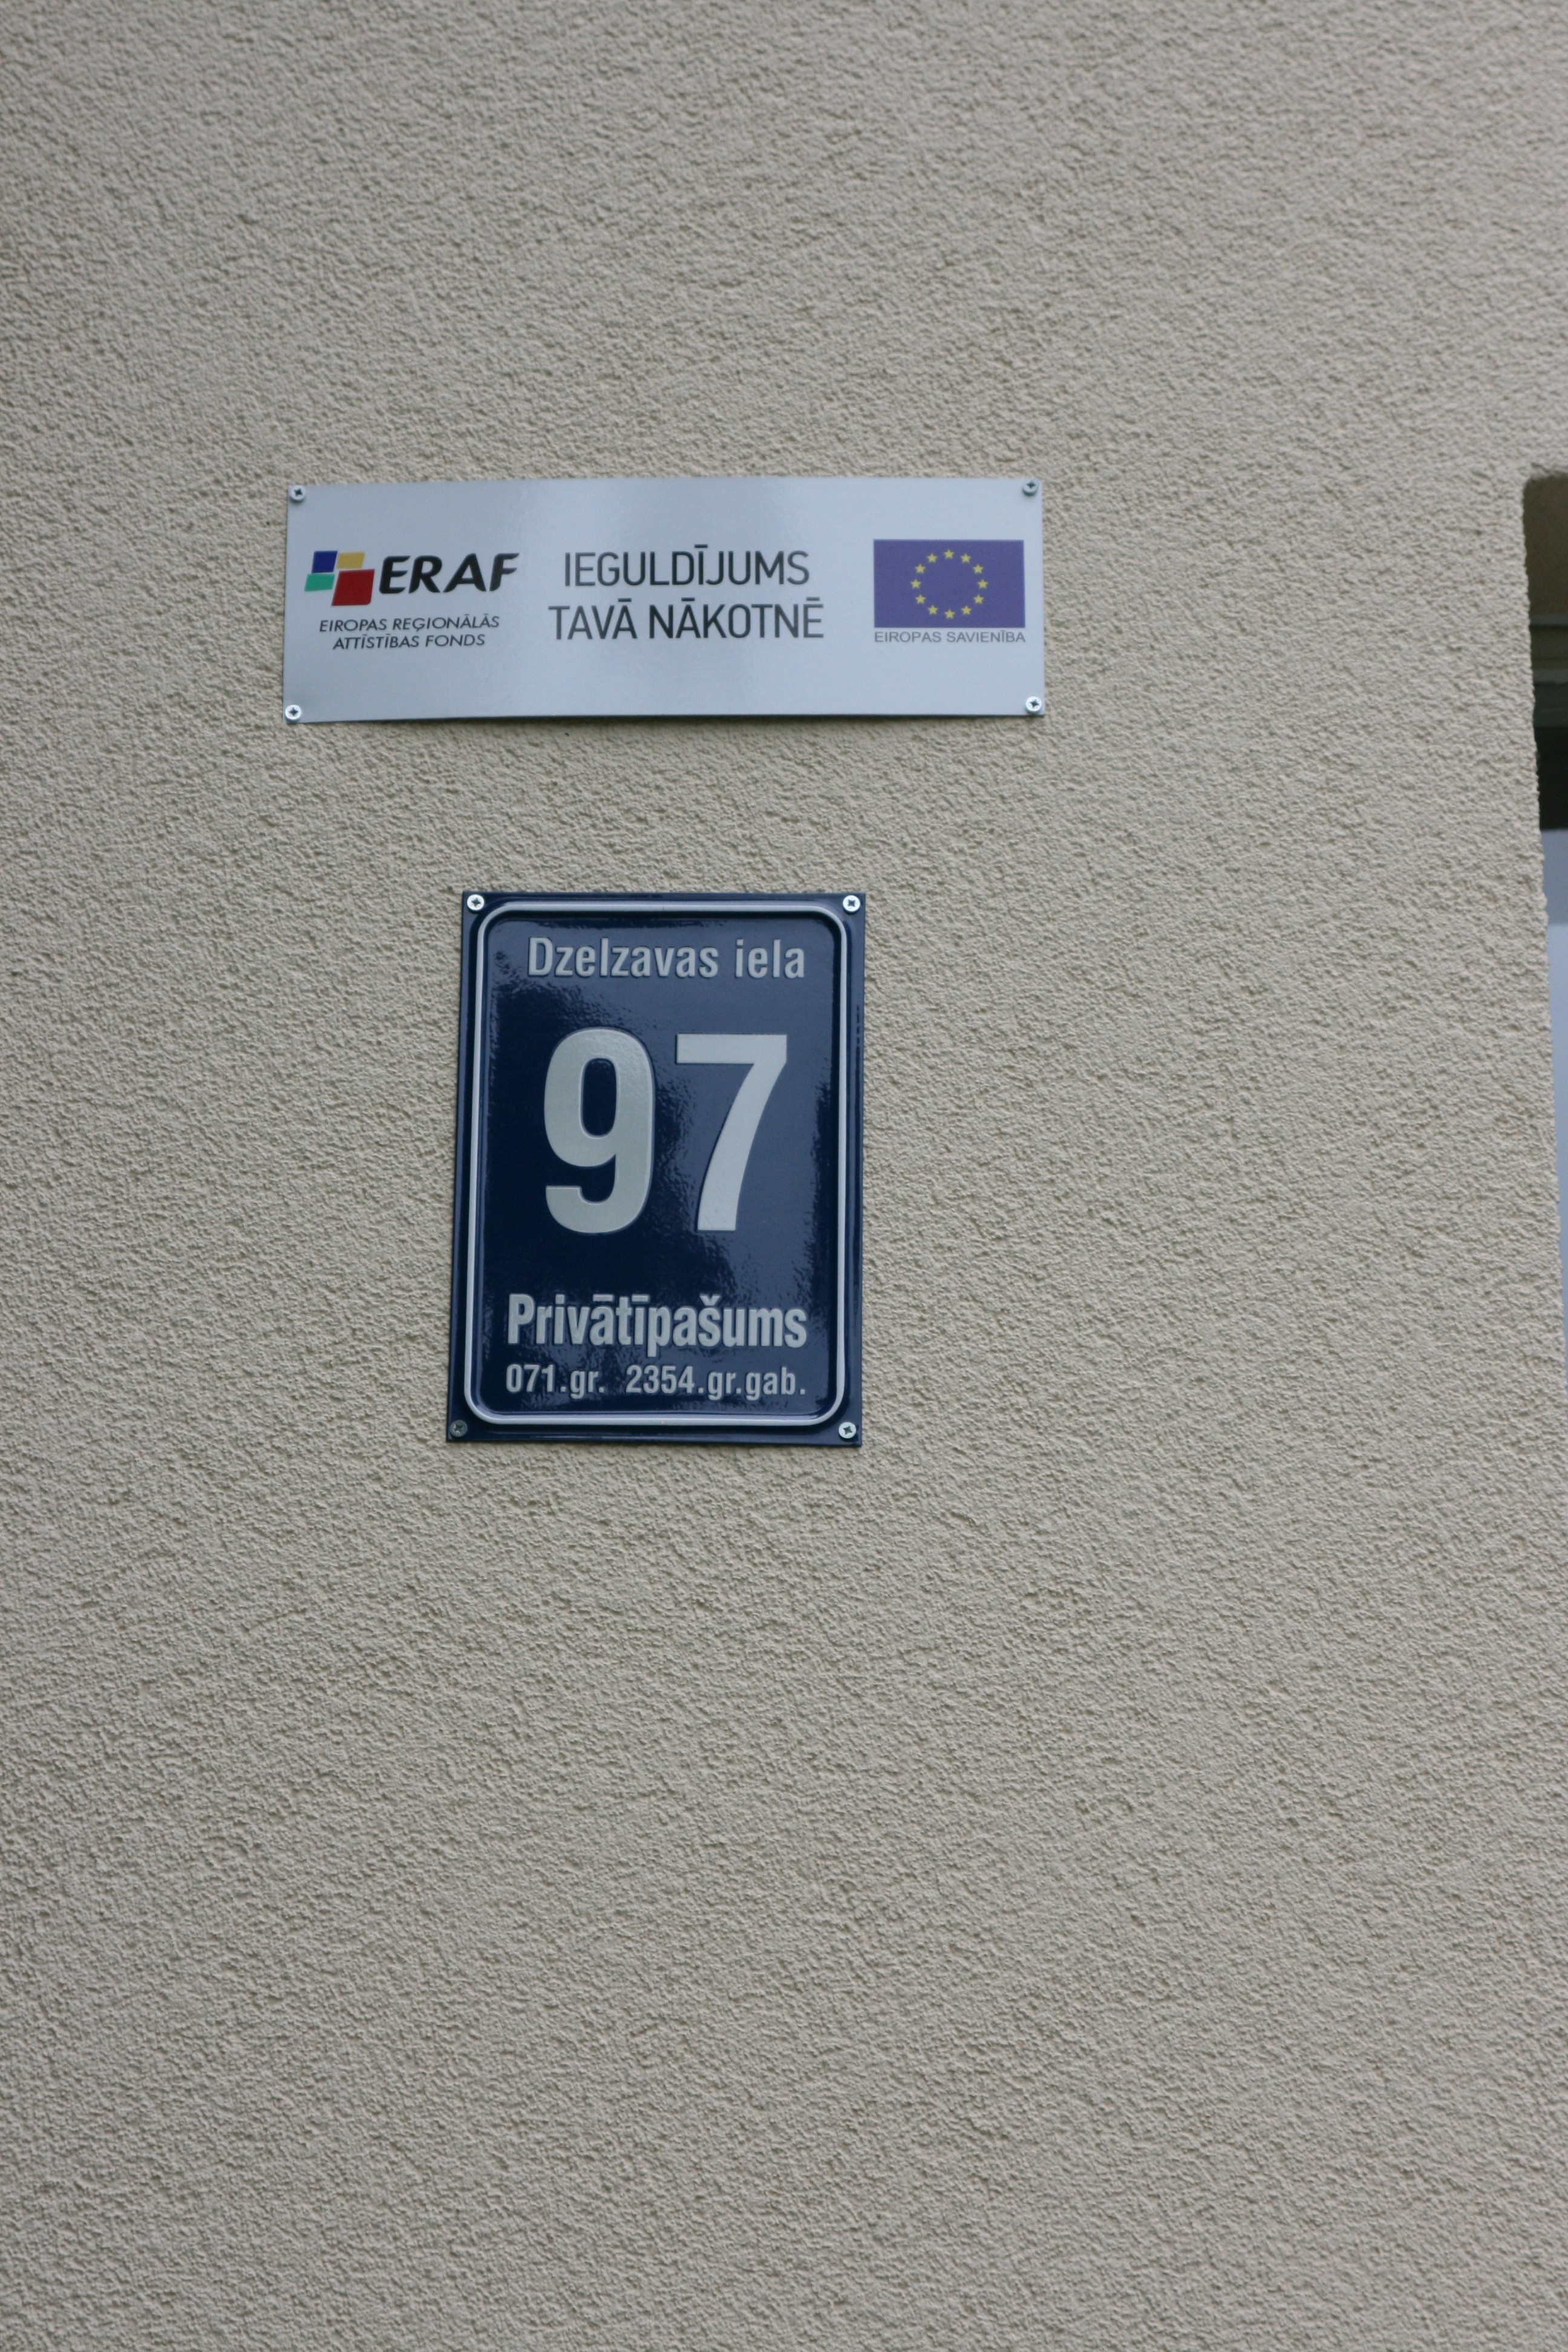 ERAF
EIROPAS REĢIONĀLĀS
ATTĪSTĪBAS FONDS
IEGULDĪJUMS
TAVĀ NĀKOTNĒ
EIROPAS SAVIENĪBA
Dzelzavas iela
97
Privātīpašums
071.gr. 2354.gr.gab.